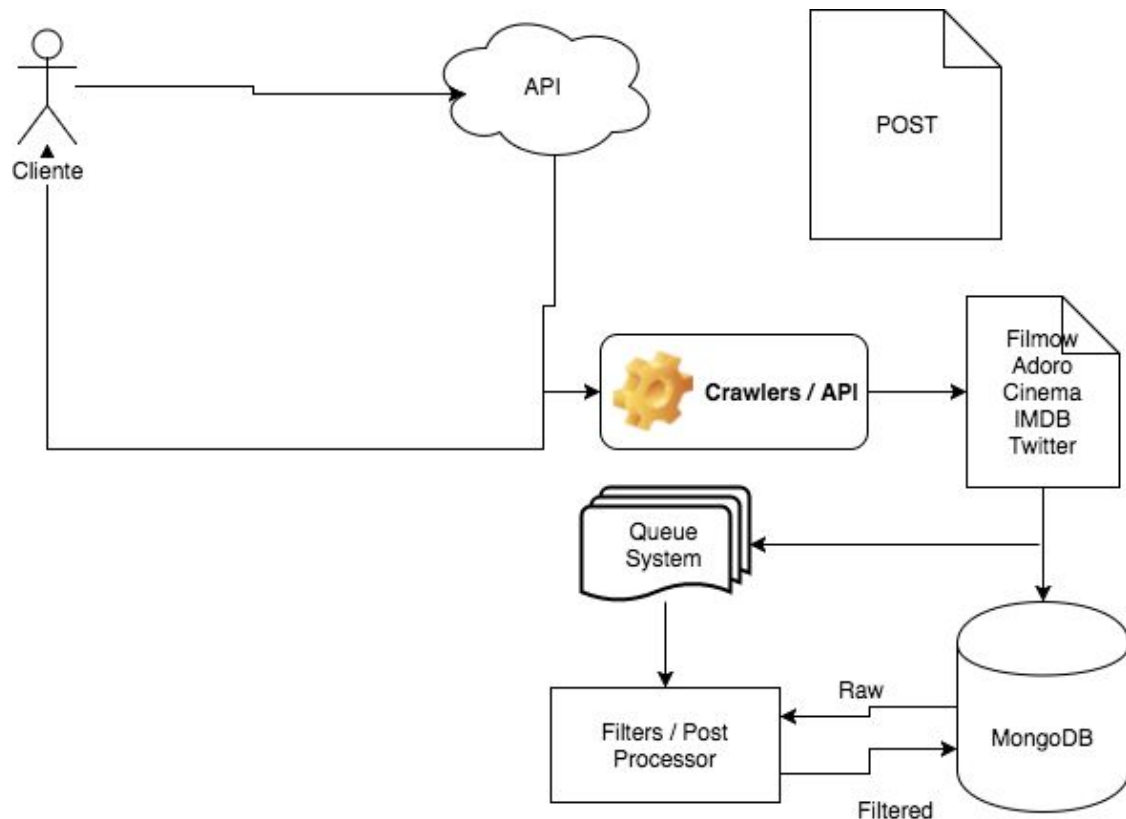 API
POST
Cliente
Filmow
Adoro
Cinema
IMDB
Twitter
Crawlers / API
Queue
System
Raw
Filters / Post
Processor
MongoDB
Filtered